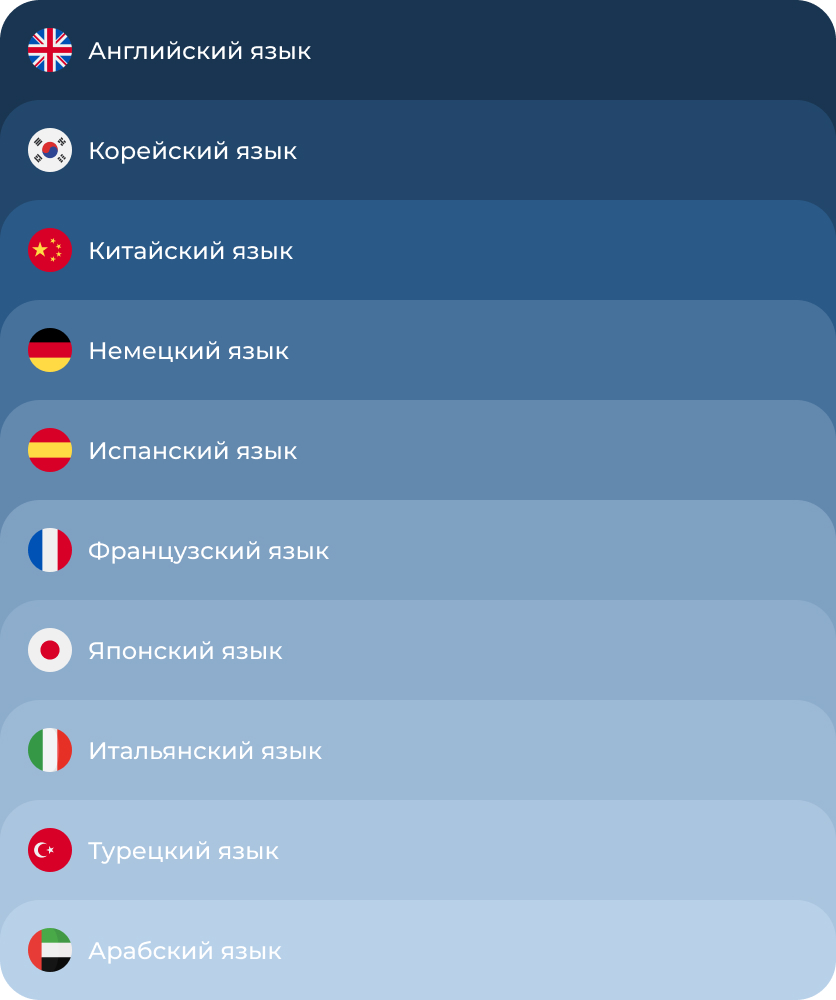 Английский язык
Корейский язык
Китайский язык
Немецкий язык
Испанский язык
Французский язык
Японский язык
Итальянский язык
Турецкий язык
Арабский язык